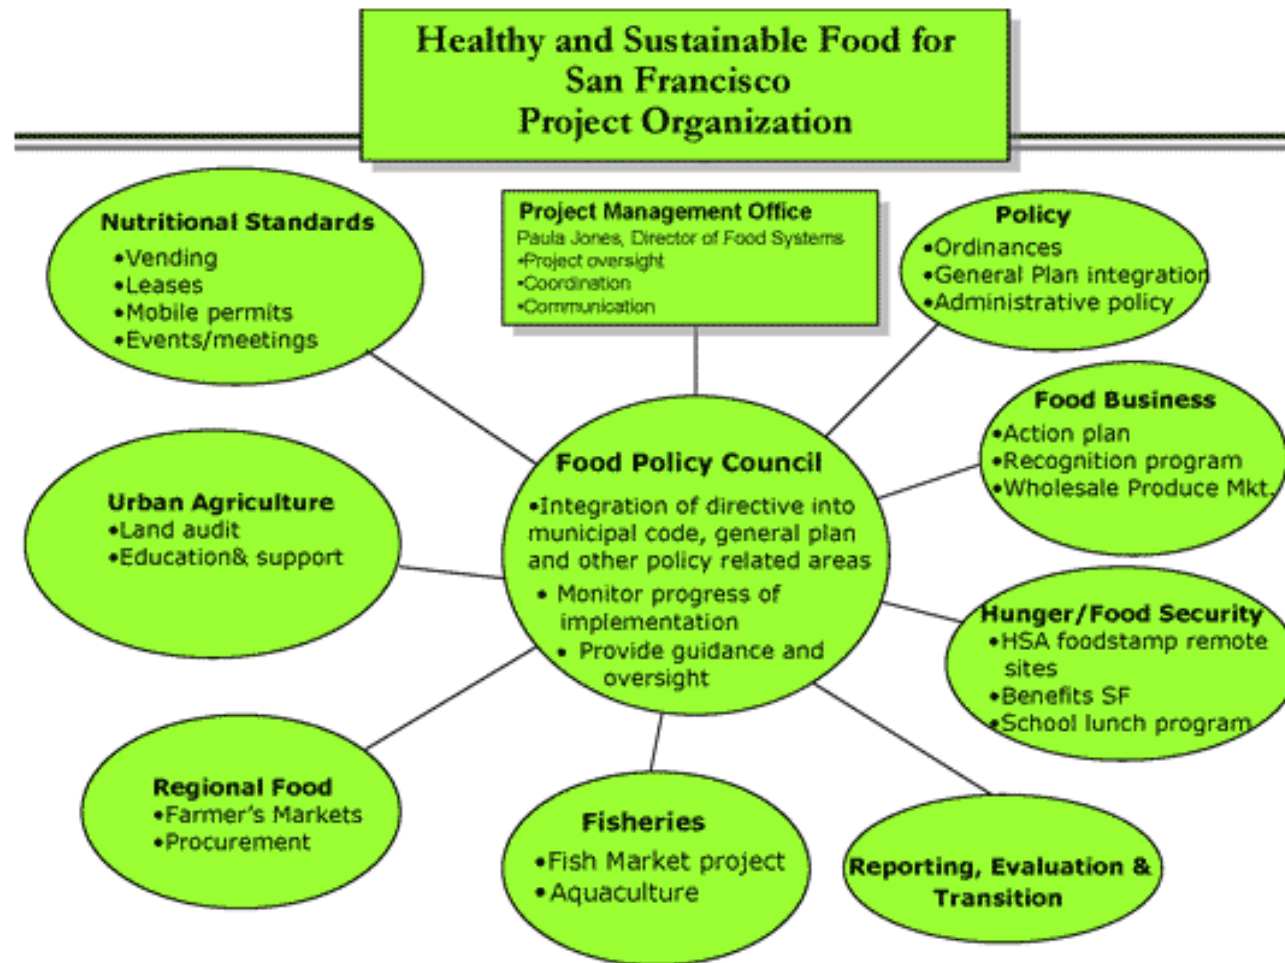 Healthy and Sustainable Food for
San Francisco
Project Organization
Nutritional Standards
•Vending
•Leases
•Mobile permits
•Events/meetings
Project Management Office
Paula Jones, Director of Food Systems
•Project oversight
•Coordination
•Communication
Policy
•Ordinances
•General Plan integration
•Administrative policy
Food Business
•Action plan
•Recognition program
•Wholesale Produce Mkt.
Food Policy Council
•Integration of directive into
municipal code, general plan
and other policy related areas
• Monitor progress of
implementation
• Provide guidance and
oversight
Urban Agriculture
•Land audit
•Education& support
Hunger/Food Security
•HSA foodstamp remote
sites
•Benefits SF
•School lunch program
Regional Food
•Farmer's Markets
•Procurement
Fisheries
•Fish Market project
•Aquaculture
Reporting, Evaluation &
Transition